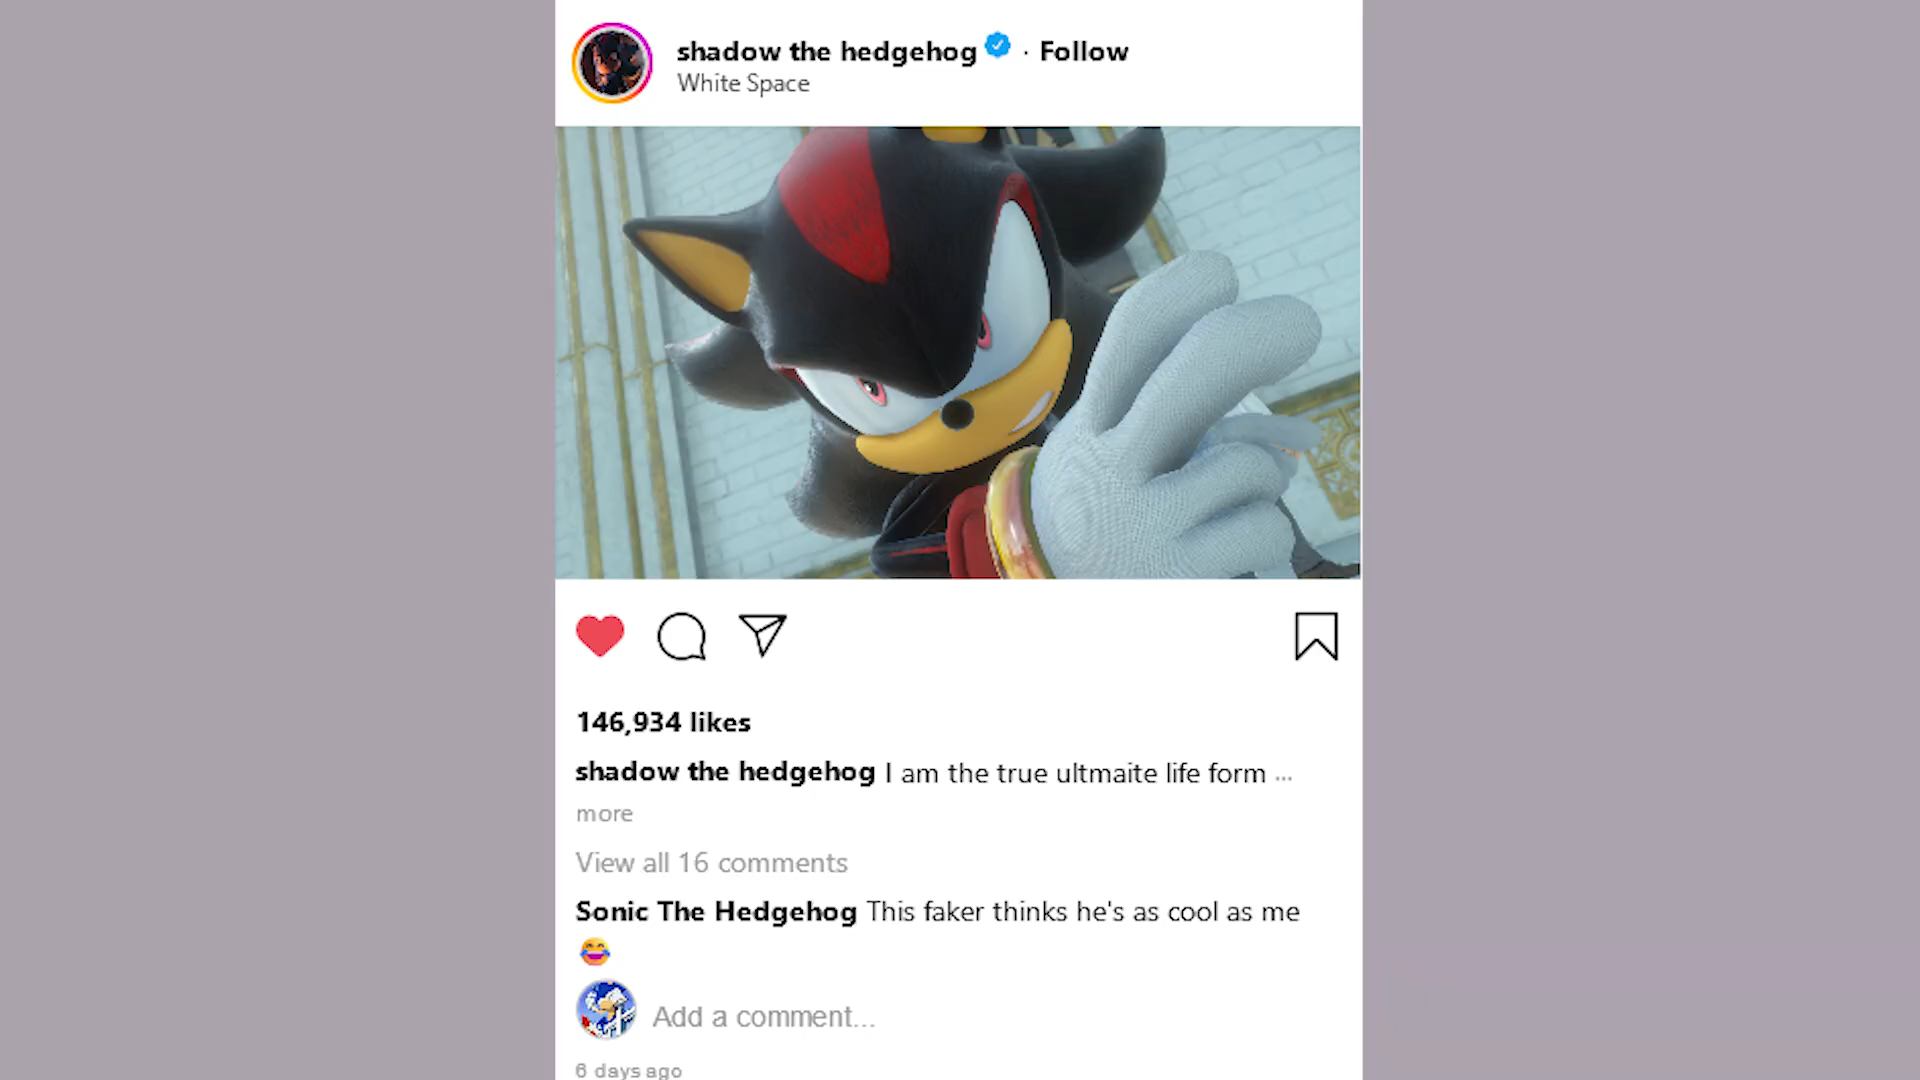 shadow the hedgehog · Follow
White Space
146,934 likes
shadow the hedgehog I am the true ultmaite life form ...
more
View all 16 comments
Sonic The Hedgehog This faker thinks he's as cool as me
😂
Add a comment...
6 days ago